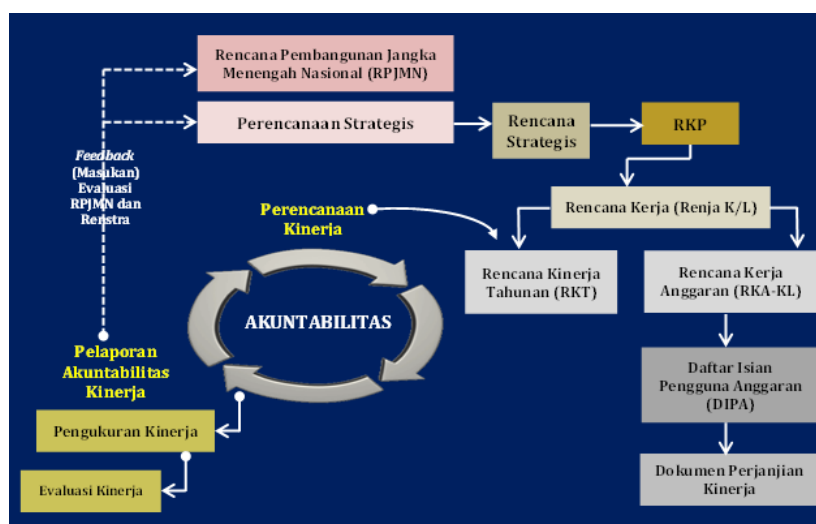 Rencana Pembangunan Jangka
Menengah Nasional (RPJMN)
Perencanaan Strategis
Rencana
Strategis
RKP
Feedback
(Masukan)
Evaluasi
RPJMN dan
Renstra
Perencanaan
Kinerja
Rencana Kerja (Renja K/L)
Rencana Kinerja
Tahunan (RKT)
Rencana Kerja
Anggaran (RKA-KL)
AKUNTABILITAS
Pelaporan
Akuntabilitas
Kinerja
Daftar Isian
Pengguna Anggaran
(DIPA)
Pengukuran Kinerja
Evaluasi Kinerja
Dokumen Perjanjian
Kinerja